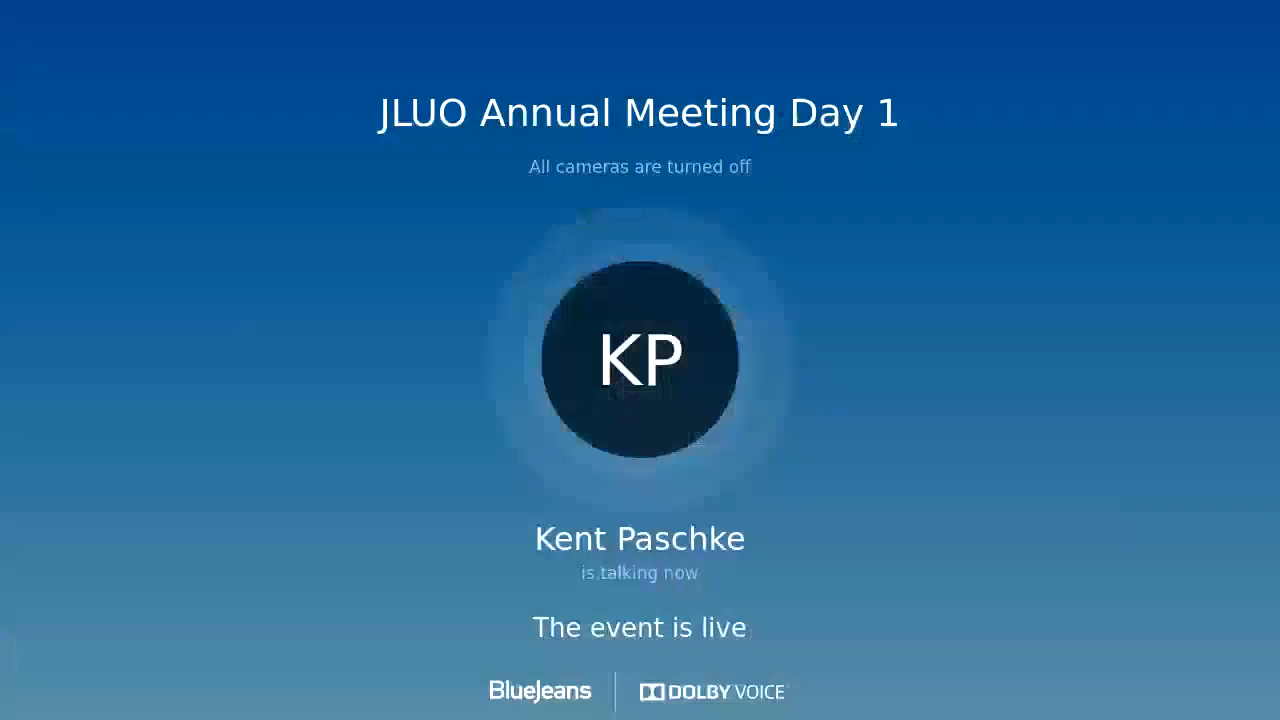 JLUO Annual Meeting Day 1
All cameras are turned off
KP
Kent Paschke
is talking now
The event is live
BlueJeans DOLBY VOICE